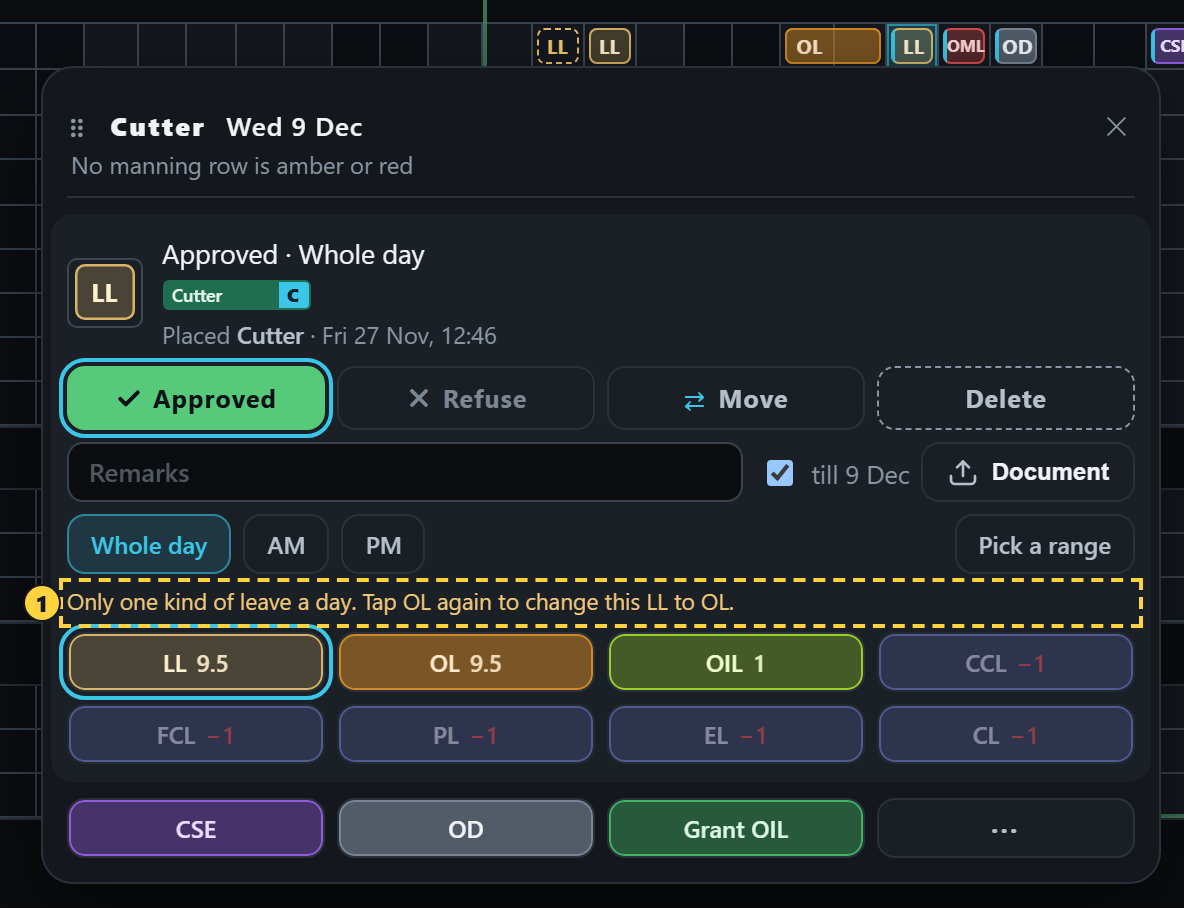 LL LL OL LL OML OD CSE
Cutter Wed 9 Dec
No manning row is amber or red
LL
Approved · Whole day
Cutter C
Placed Cutter · Fri 27 Nov, 12:46
Approved Refuse Move Delete
Remarks till 9 Dec Document
Whole day AM PM Pick a range
1 Only one kind of leave a day. Tap OL again to change this LL to OL.
LL 9.5 OL 9.5 OIL 1 CCL −1
FCL −1 PL −1 EL −1 CL −1
CSE OD Grant OIL ...